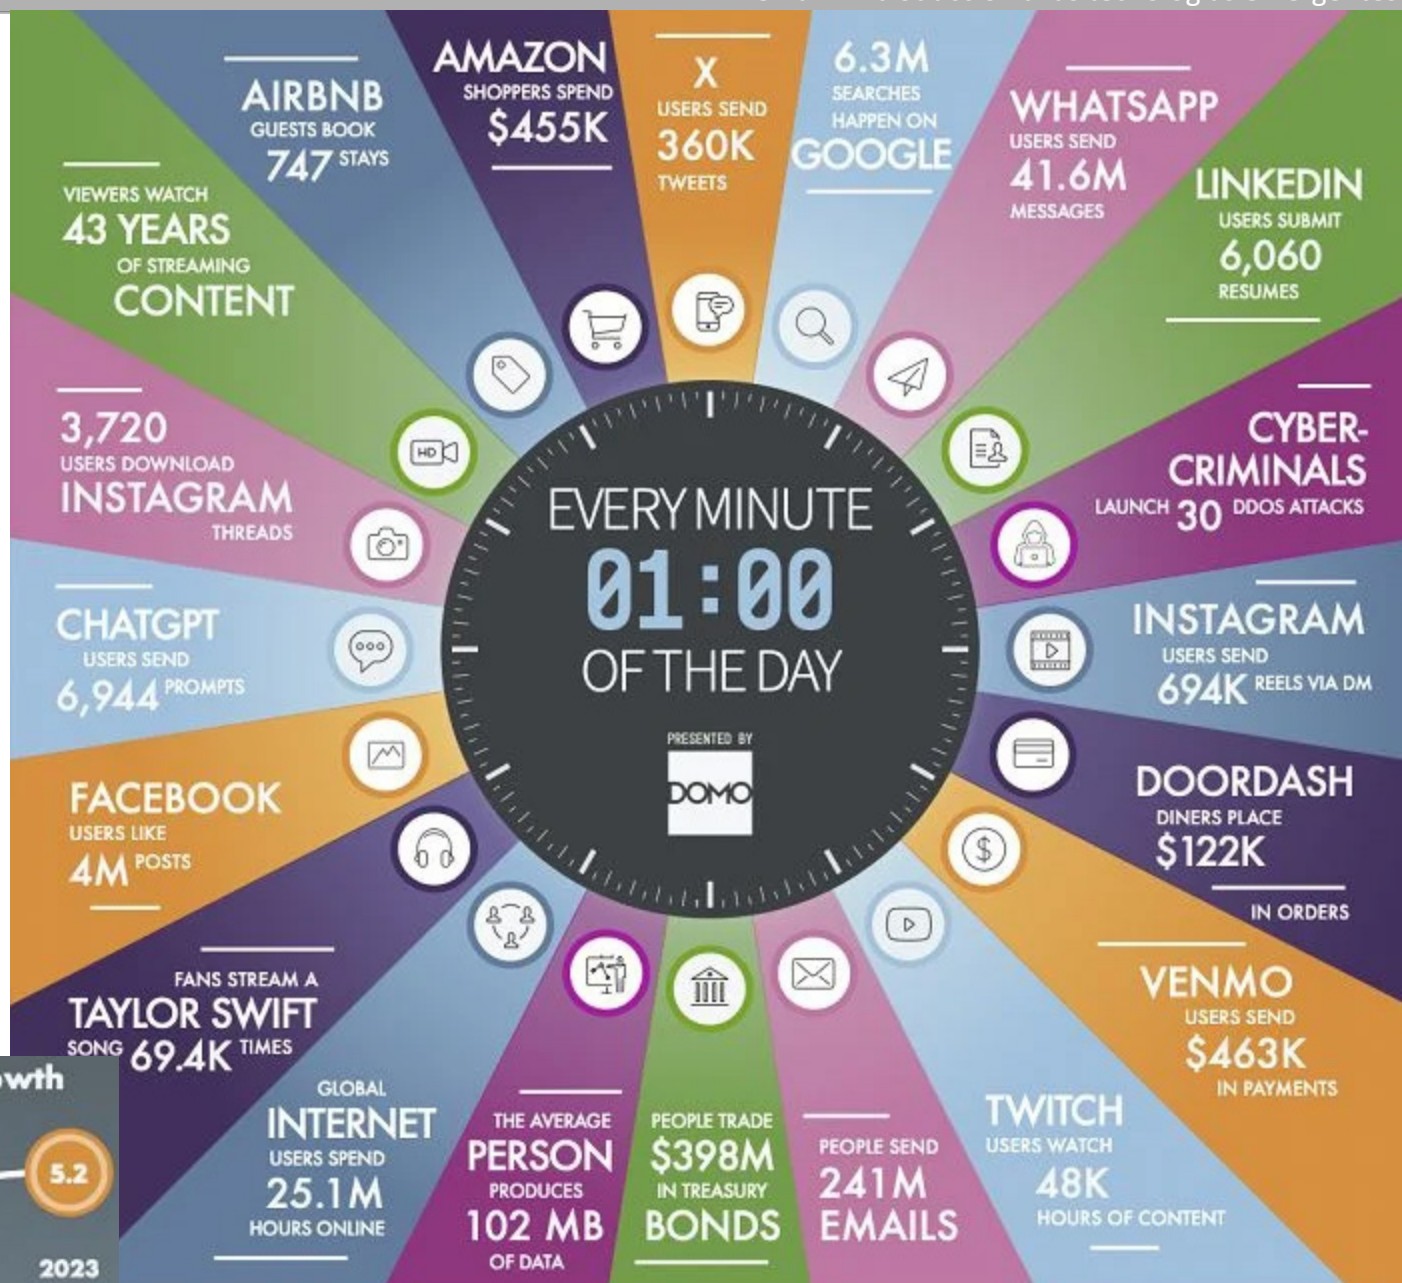 AMAZON
SHOPPERS SPEND
$455K
X
USERS SEND
360K
TWEETS
6.3M
SEARCHES
HAPPEN ON
GOOGLE
WHATSAPP
USERS SEND
41.6M
MESSAGES
LINKEDIN
USERS SUBMIT
6,060
RESUMES
CYBER-
CRIMINALS
LAUNCH 30 DDOS ATTACKS
INSTAGRAM
USERS SEND
694K REELS VIA DM
DOORDASH
DINERS PLACE
$122K
IN ORDERS
VENMO
USERS SEND
$463K
IN PAYMENTS
TWITCH
USERS WATCH
48K
HOURS OF CONTENT
PEOPLE SEND
241M
EMAILS
PEOPLE TRADE
$398M
IN TREASURY
BONDS
THE AVERAGE
PERSON
PRODUCES
102 MB
OF DATA
GLOBAL
INTERNET
USERS SPEND
25.1M
HOURS ONLINE
FANS STREAM A
TAYLOR SWIFT
SONG 69.4K TIMES
FACEBOOK
USERS LIKE
4M POSTS
CHATGPT
USERS SEND
6,944 PROMPTS
3,720
USERS DOWNLOAD
INSTAGRAM
THREADS
VIEWERS WATCH
43 YEARS
OF STREAMING
CONTENT
AIRBNB
GUESTS BOOK
747 STAYS
HD
EVERY MINUTE
01:00
OF THE DAY
PRESENTED BY
DOMO
wth
5.2
2023